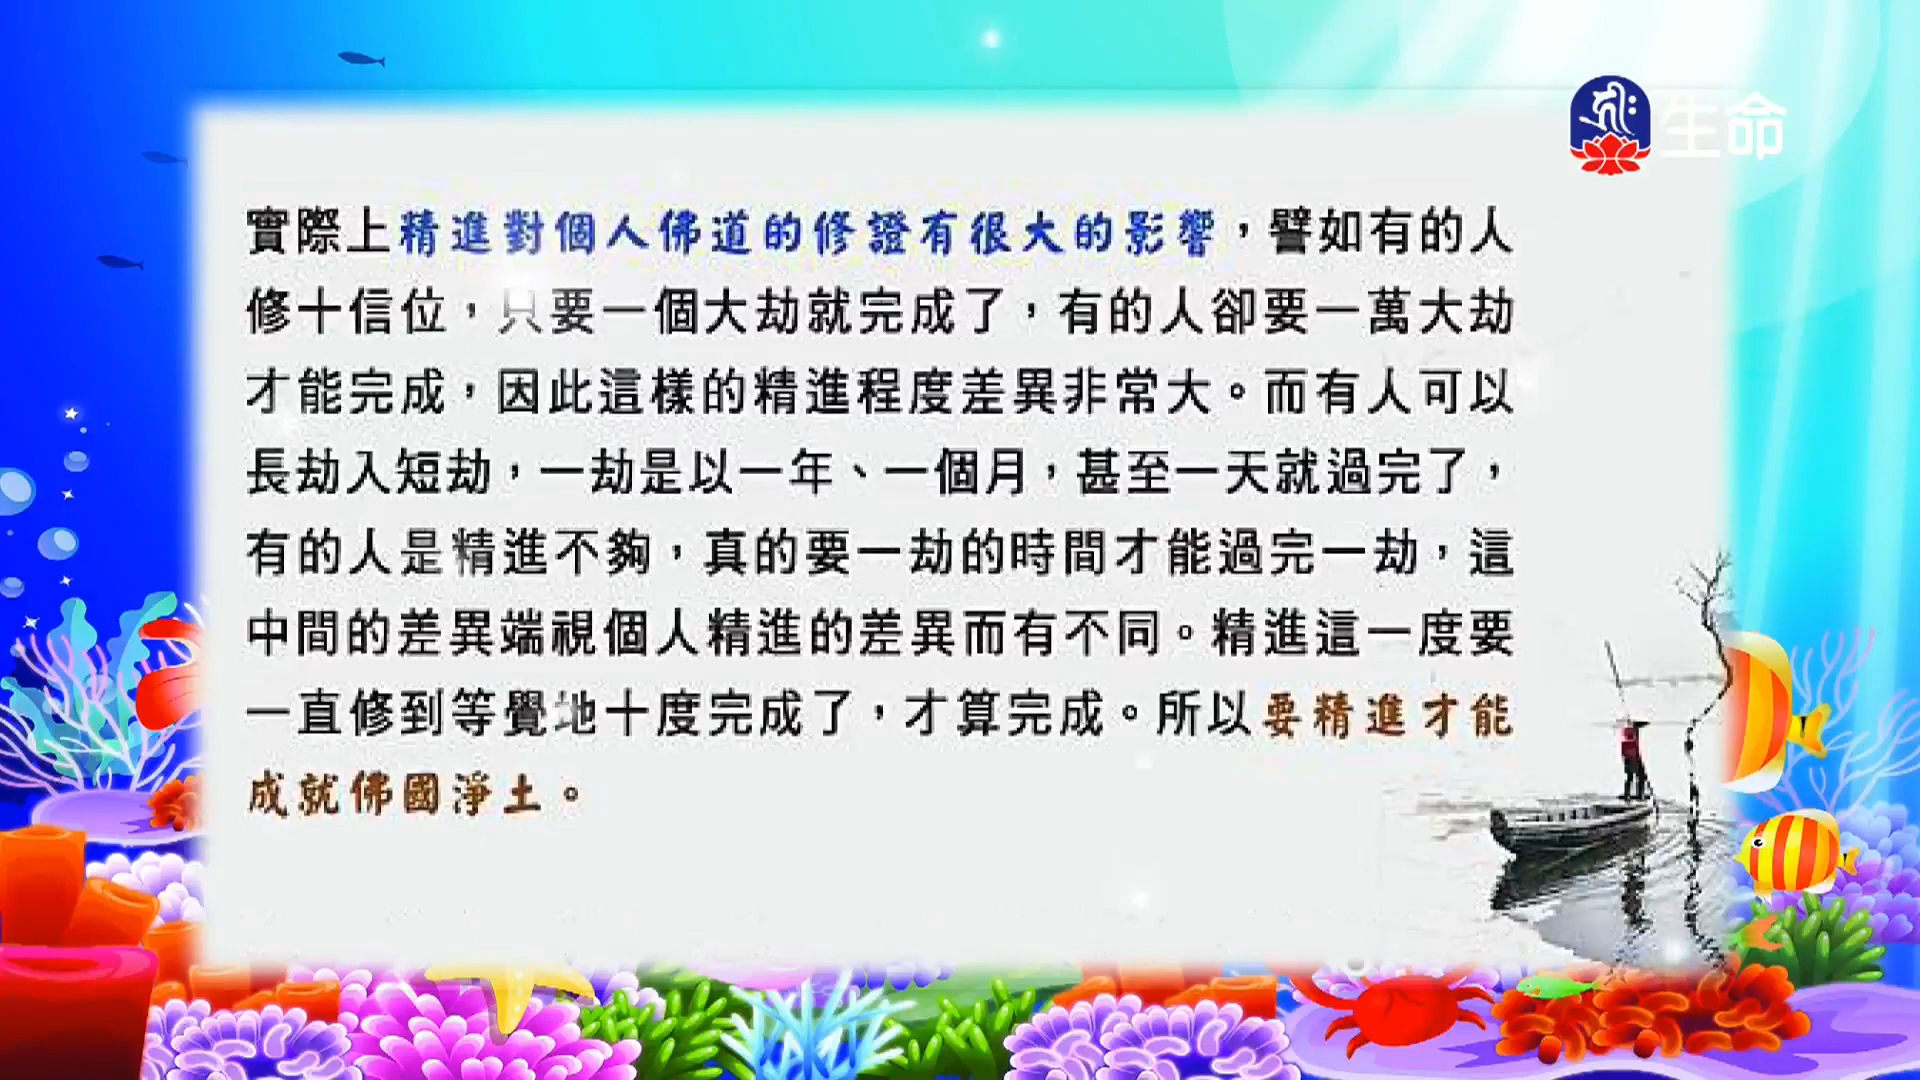 生命
實際上精進對個人佛道的修證有很大的影響，譬如有的人
修十信位，只要一個大劫就完成了，有的人卻要一萬大劫
才能完成，因此這樣的精進程度差異非常大。而有人可以
長劫入短劫，一劫是以一年、一個月，甚至一天就過完了，
有的人是精進不夠，真的要一劫的時間才能過完一劫，這
中間的差異端視個人精進的差異而有不同。精進這一度要
一直修到等覺地十度完成了，才算完成。所以要精進才能
成就佛國淨土。